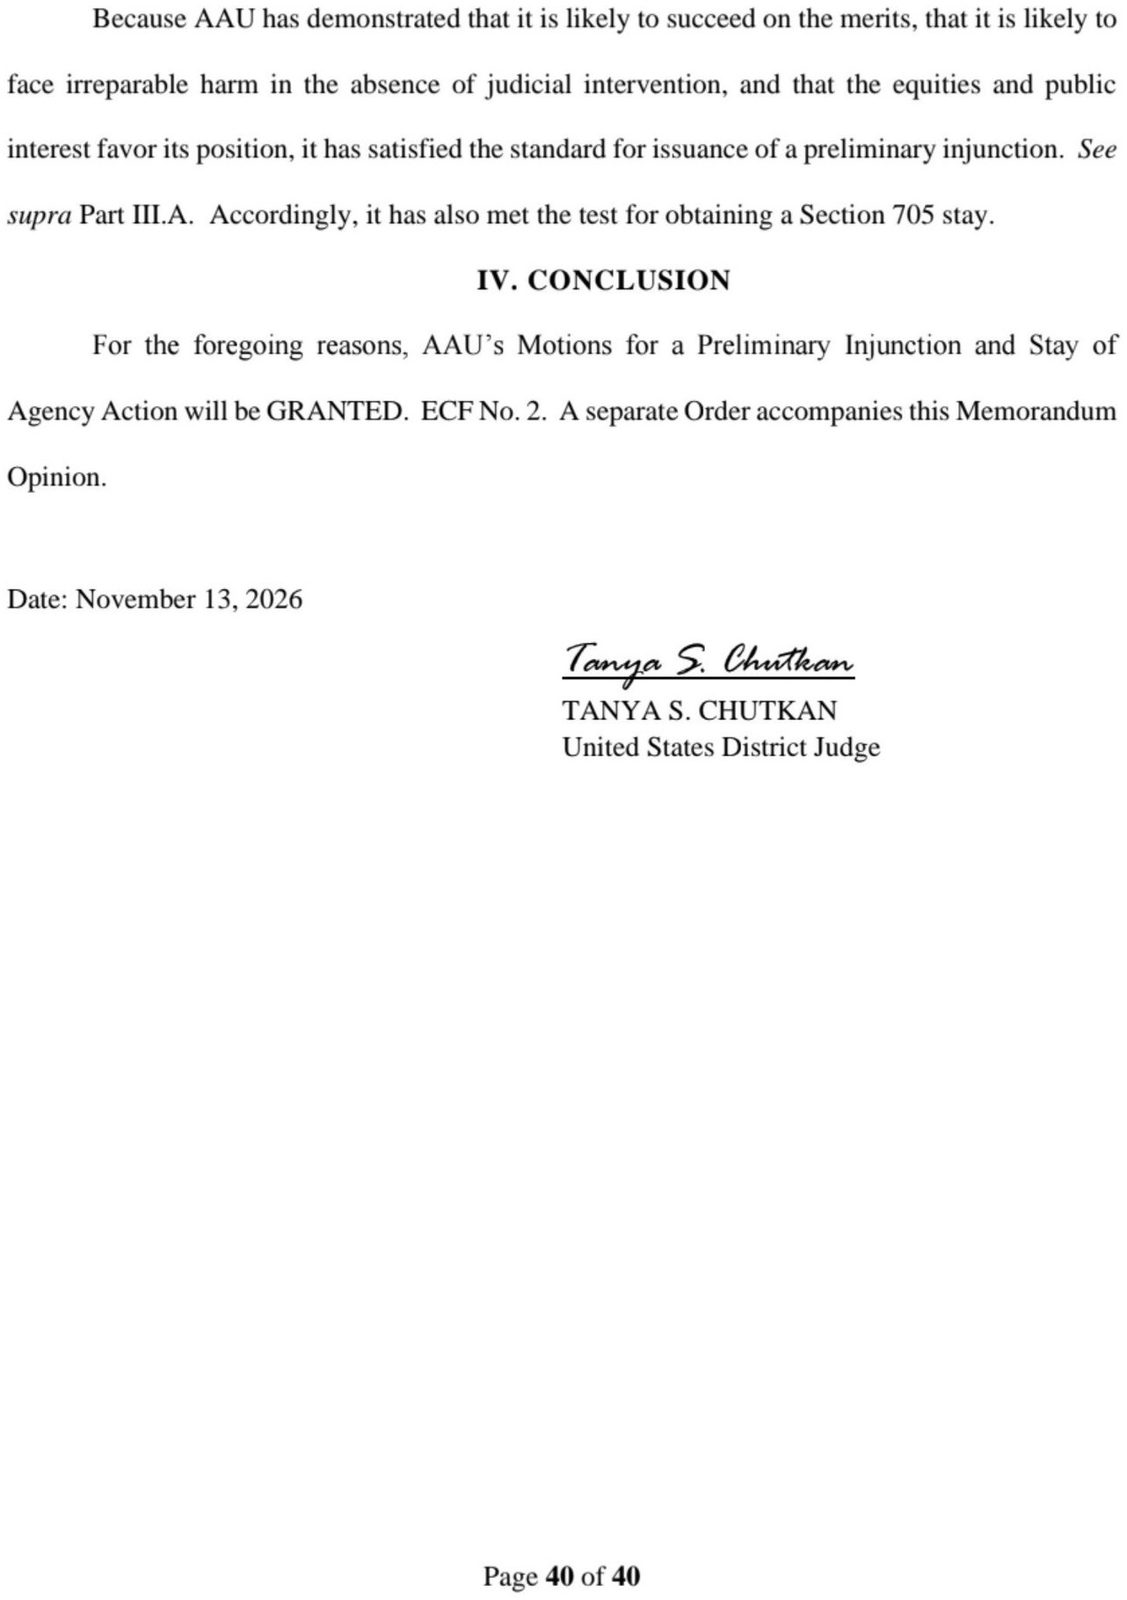 Because AAU has demonstrated that it is likely to succeed on the merits, that it is likely to
face irreparable harm in the absence of judicial intervention, and that the equities and public
interest favor its position, it has satisfied the standard for issuance of a preliminary injunction. See
supra Part III.A. Accordingly, it has also met the test for obtaining a Section 705 stay.
IV. CONCLUSION
For the foregoing reasons, AAU’s Motions for a Preliminary Injunction and Stay of
Agency Action will be GRANTED. ECF No. 2. A separate Order accompanies this Memorandum
Opinion.
Date: November 13, 2026
Tanya S. Chutkan
TANYA S. CHUTKAN
United States District Judge
Page 40 of 40